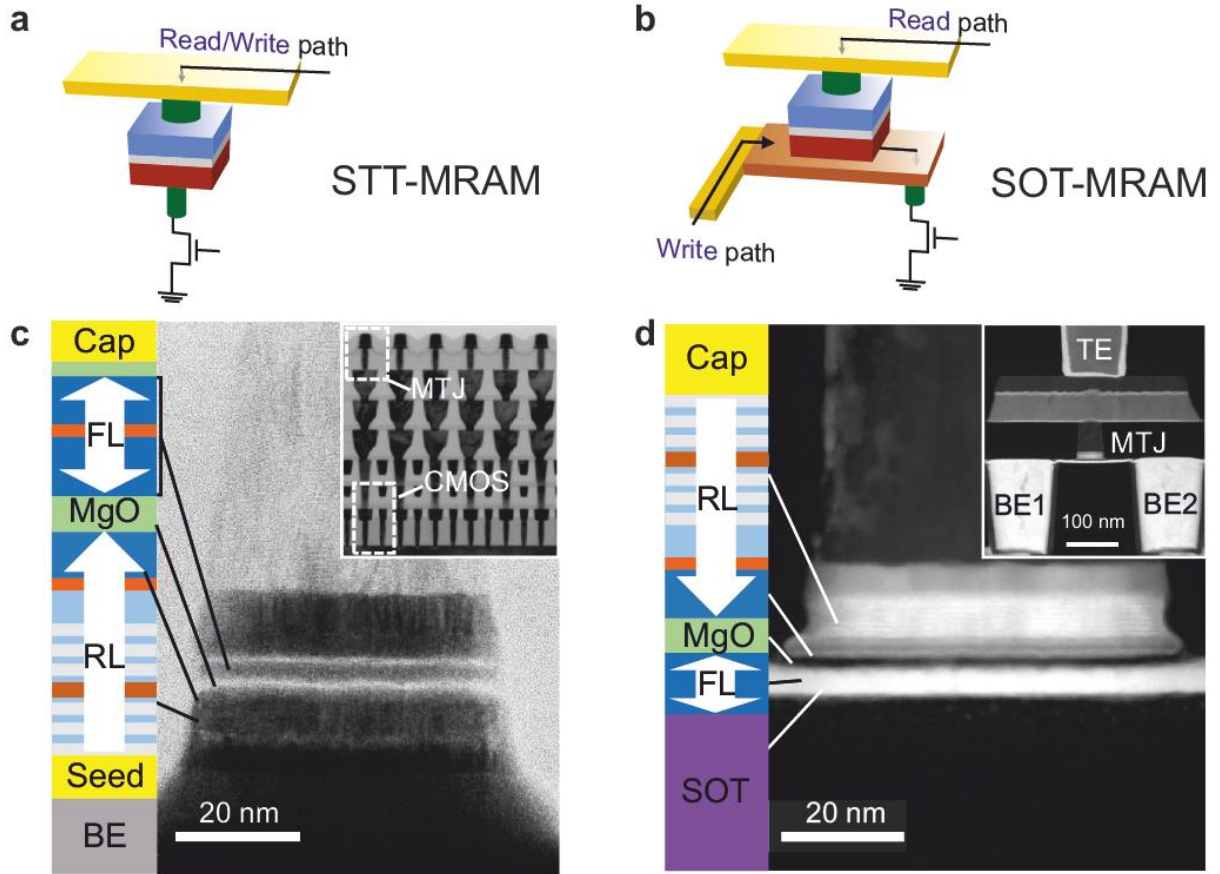 a
Read/Write path
STT-MRAM
b
Read path
SOT-MRAM
Write path
c
Cap
FL
MgO
RL
Seed
BE
MTJ
CMOS
20 nm
d
Cap
RL
MgO
FL
SOT
TE
MTJ
BE1
BE2
100 nm
20 nm